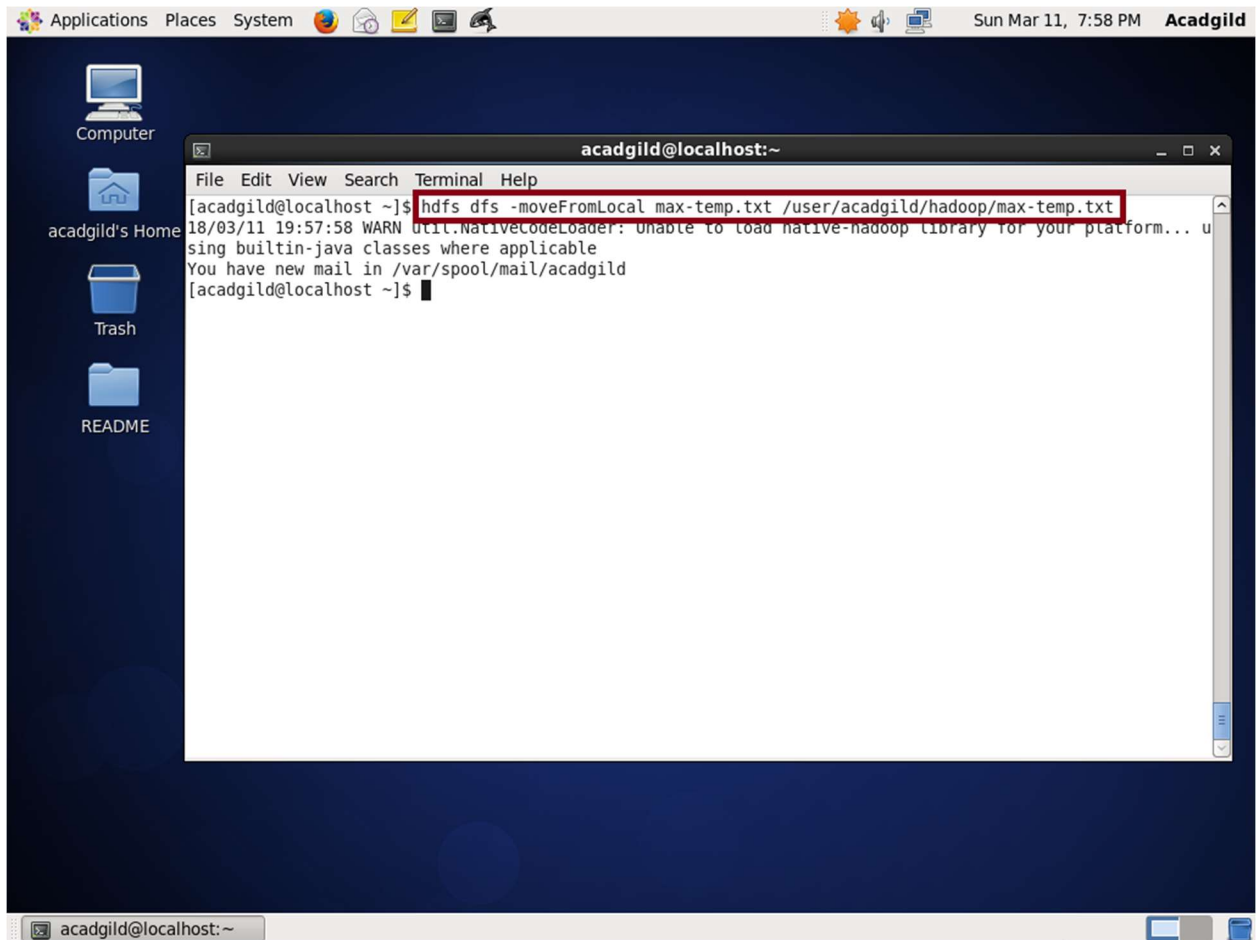 Applications Places System
Sun Mar 11, 7:58 PM Acadgild
Computer
acadgild's Home
Trash
README
acadgild@localhost:~
File Edit View Search Terminal Help
[acadgild@localhost ~]$ hdfs dfs -moveFromLocal max-temp.txt /user/acadgild/hadoop/max-temp.txt
18/03/11 19:57:58 WARN util.NativeCodeLoader: Unable to load native-hadoop library for your platform... u
sing builtin-java classes where applicable
You have new mail in /var/spool/mail/acadgild
[acadgild@localhost ~]$
acadgild@localhost:~